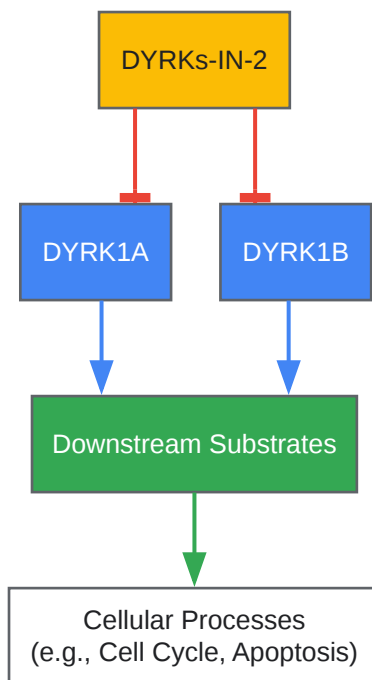 DYRKs-IN-2
DYRK1A
DYRK1B
Downstream Substrates
Cellular Processes
(e.g., Cell Cycle, Apoptosis)